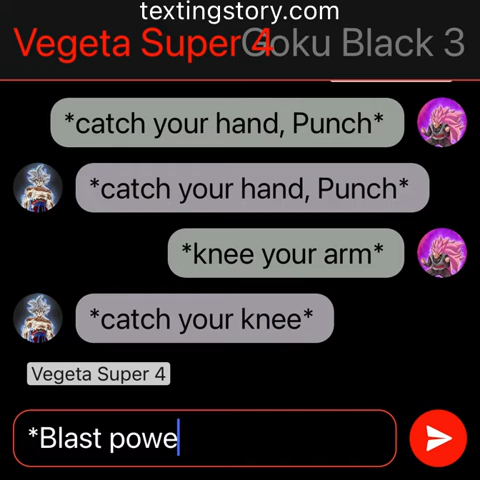 textingstory.com
Vegeta Super 4 Goku Black 3
*catch your hand, Punch*
*catch your hand, Punch*
*knee your arm*
*catch your knee*
Vegeta Super 4
*Blast powe